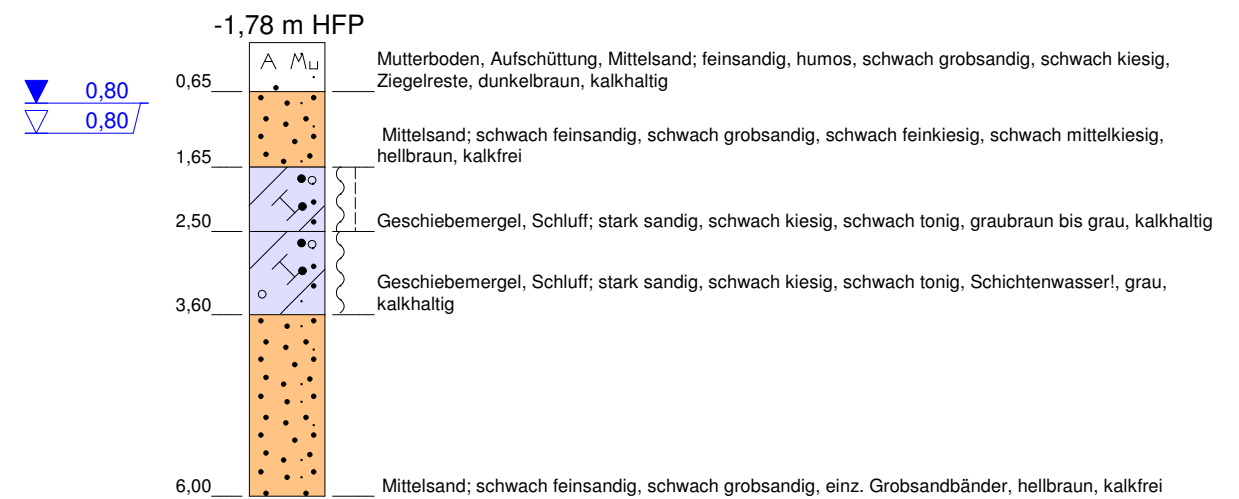 -1,78 m HFP
A Mu
Mutterboden, Aufschüttung, Mittelsand; feinsandig, humos, schwach grobsandig, schwach kiesig,
Ziegelreste, dunkelbraun, kalkhaltig
0,65
0,80
0,80
Mittelsand; schwach feinsandig, schwach grobsandig, schwach feinkiesig, schwach mittelkiesig,
hellbraun, kalkfrei
1,65
2,50
Geschiebemergel, Schluff; stark sandig, schwach kiesig, schwach tonig, graubraun bis grau, kalkhaltig
Geschiebemergel, Schluff; stark sandig, schwach kiesig, schwach tonig, Schichtenwasser!, grau,
kalkhaltig
3,60
6,00
Mittelsand; schwach feinsandig, schwach grobsandig, einz. Grobsandbänder, hellbraun, kalkfrei